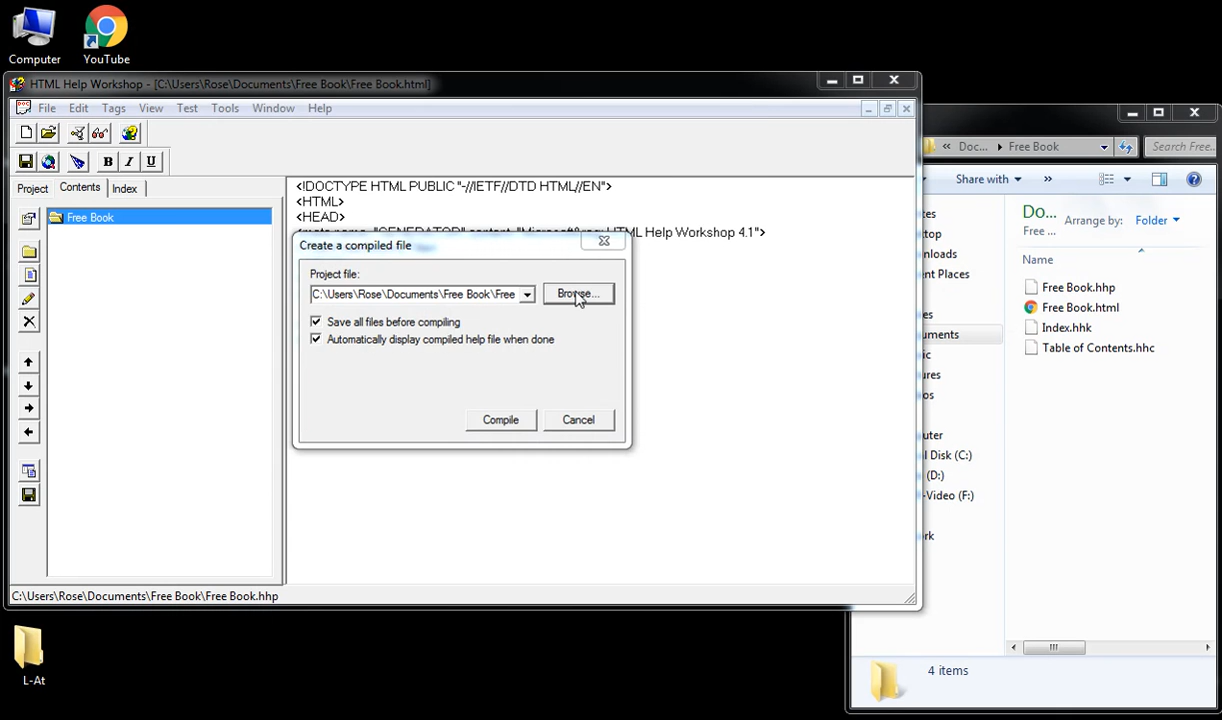 Computer
YouTube
HTML Help Workshop - [C:\Users\Rose\Documents\Free Book\Free Book.html]
File Edit Tags View Test Tools Window Help
B I U
Project Contents Index
Free Book
<!DOCTYPE HTML PUBLIC "-//IETF//DTD HTML//EN">
<HTML>
<HEAD>
HTML Help Workshop 4.1">
Create a compiled file
Project file:
C:\Users\Rose\Documents\Free Book\Free
Browse...
Save all files before compiling
Automatically display compiled help file when done
Compile Cancel
C:\Users\Rose\Documents\Free Book\Free Book.hhp
« Doc... Free Book
Search Free...
Share with »
Do...
Free ...
Arrange by: Folder
Name
Free Book.hhp
Free Book.html
Index.hhk
Table of Contents.hhc
tes
top
nloads
nt Places
es
uments
ic
ures
os
uter
l Disk (C:)
(D:)
-Video (F:)
rk
4 items
L-At